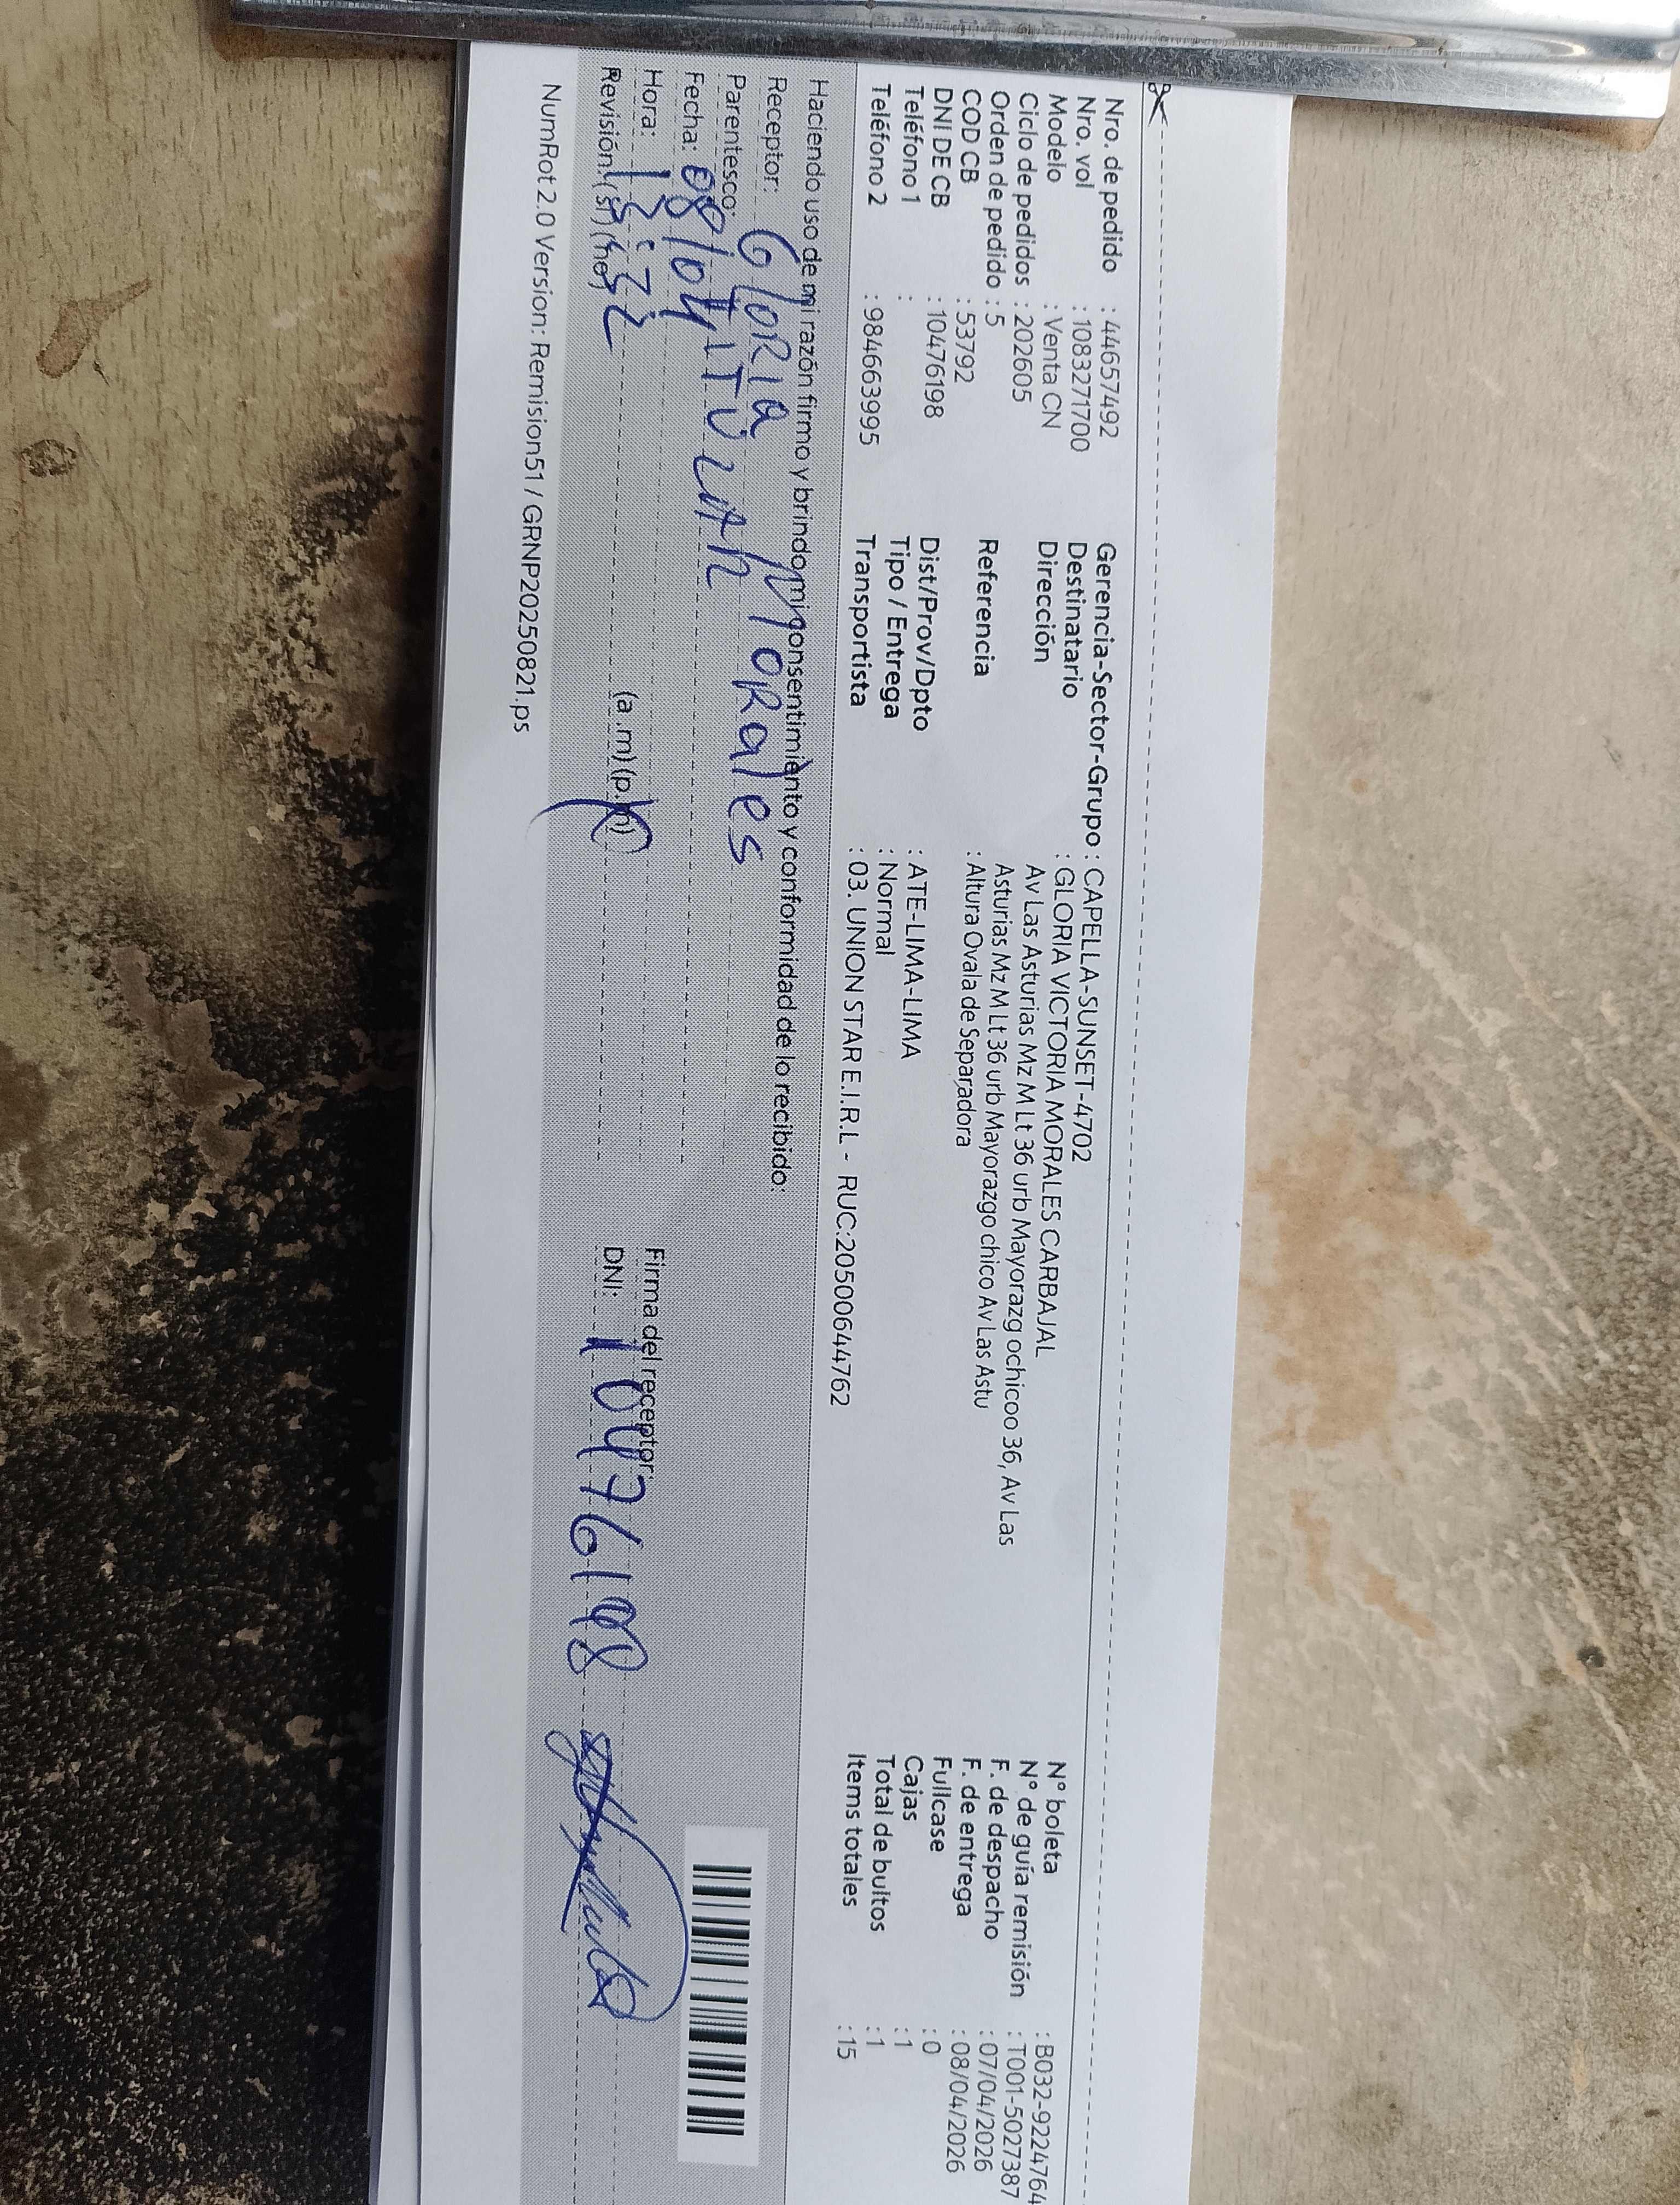 Nro. de pedido : 44657492
Nro. vol : 1083271700
Modelo : Venta CN
Ciclo de pedidos : 202605
Orden de pedido : 5
COD CB : 53792
DNI DE CB : 10476198
Teléfono 1 :
Teléfono 2 : 984663995
Gerencia-Sector-Grupo : CAPELLA-SUNSET-4702
Destinatario : GLORIA VICTORIA MORALES CARBAJAL
Dirección Av Las Asturias Mz M Lt 36 urb Mayorazg ochicoo 36, Av Las
Asturias Mz M Lt 36 urb Mayorazgo chico Av Las Astu
Referencia : Altura Ovala de Separadora
Dist/Prov/Dpto : ATE-LIMA-LIMA
Tipo / Entrega : Normal
Transportista : 03. UNION STAR E.I.R.L - RUC:20500644762
N° boleta : B032-9224764
N° de guía remisión : T001-5027387
F. de despacho : 07/04/2026
F. de entrega : 08/04/2026
Fullcase : 0
Cajas : 1
Total de bultos : 1
Items totales : 15
Haciendo uso de mi razón firmo y brindo mi consentimiento y conformidad de lo recibido:
Receptor: GlORIa MORales
Parentesco: TiTulah
Fecha: 08/04
Hora: (a.m) (p.m)
Revisión: (si) (no)
Firma del receptor:
DNI: 10476198
NumRot 2.0 Version: Remision51 / GRNP20250821.ps